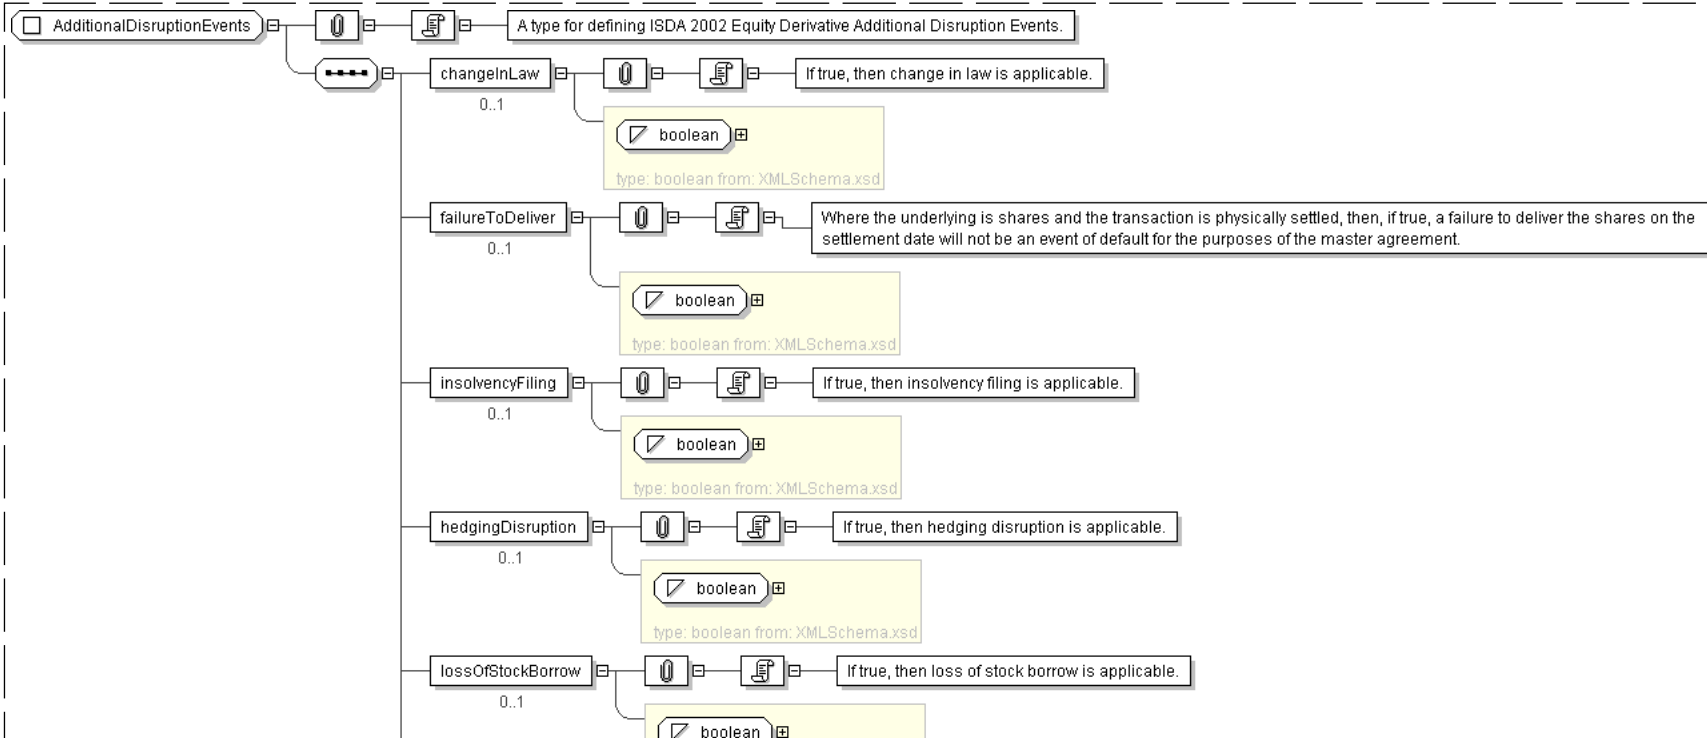 AdditionalDisruptionEvents
A type for defining ISDA 2002 Equity Derivative Additional Disruption Events.
changeInLaw
If true, then change in law is applicable.
0..1
boolean
type: boolean from: XMLSchema.xsd
failureToDeliver
Where the underlying is shares and the transaction is physically settled, then, if true, a failure to deliver the shares on the
settlement date will not be an event of default for the purposes of the master agreement.
0..1
boolean
type: boolean from: XMLSchema.xsd
insolvencyFiling
If true, then insolvency filing is applicable.
0..1
boolean
type: boolean from: XMLSchema.xsd
hedgingDisruption
If true, then hedging disruption is applicable.
0..1
boolean
type: boolean from: XMLSchema.xsd
lossOfStockBorrow
If true, then loss of stock borrow is applicable.
0..1
boolean